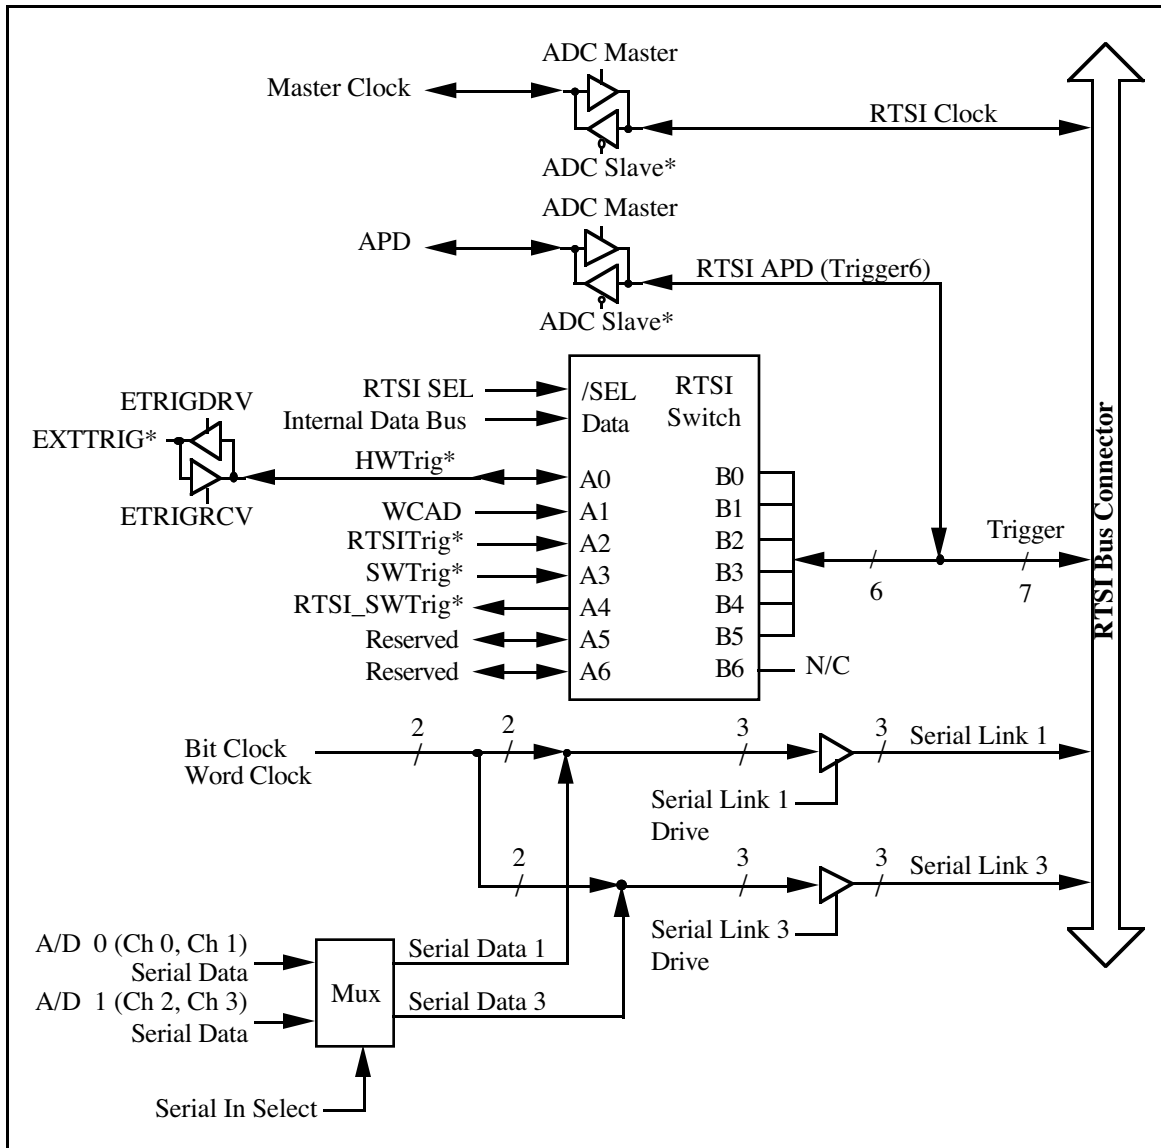 ADC Master
Master Clock
RTSI Clock
ADC Slave*
ADC Master
APD
RTSI APD (Trigger6)
ADC Slave*
RTSI SEL
/SEL
RTSI
Switch
ETRIGDRV
Internal Data Bus
Data
EXTTRIG*
HWTrig*
A0
B0
ETRIGRCV
WCAD
A1
B1
RTSITrig*
A2
B2
Trigger
SWTrig*
A3
B3
6
7
RTSI_SWTrig*
A4
B4
Reserved
A5
B5
Reserved
A6
B6
N/C
RTSI Bus Connector
2
2
3
3
Serial Link 1
Bit Clock
Word Clock
Serial Link 1
Drive
2
3
3
Serial Link 3
Serial Link 3
Drive
A/D 0 (Ch 0, Ch 1)
Serial Data
Serial Data 1
Mux
A/D 1 (Ch 2, Ch 3)
Serial Data
Serial Data 3
Serial In Select